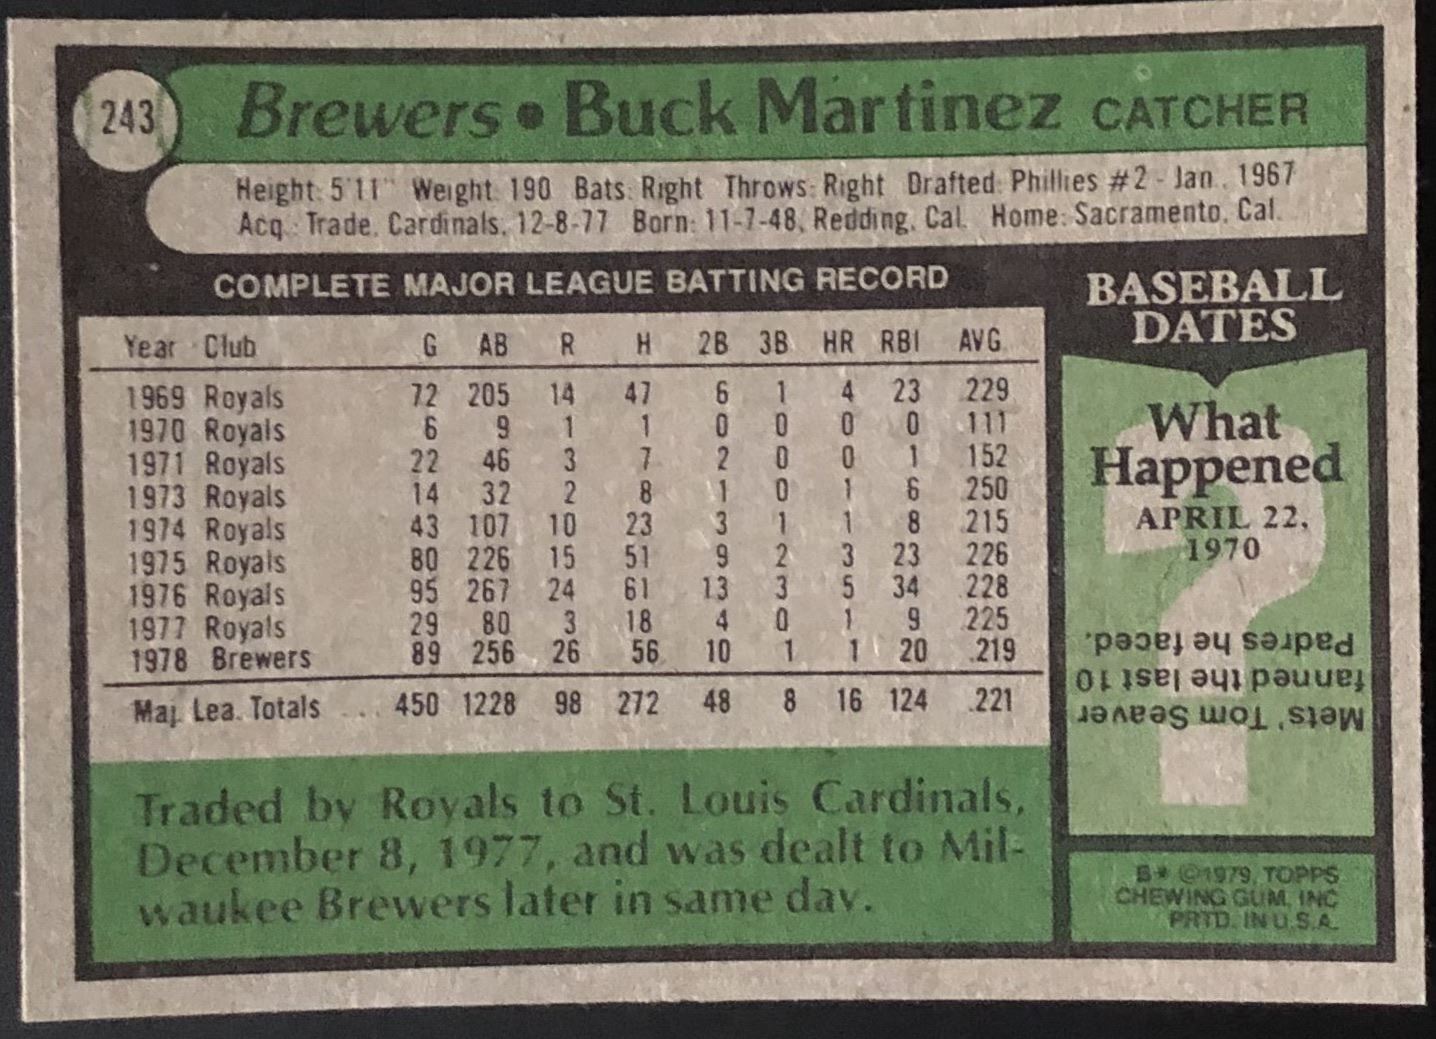 243
Brewers • Buck Martinez CATCHER
Height: 5'11" Weight: 190 Bats: Right Throws: Right Drafted: Phillies #2 - Jan., 1967
Acq.: Trade, Cardinals, 12-8-77 Born: 11-7-48, Redding, Cal. Home: Sacramento, Cal.
COMPLETE MAJOR LEAGUE BATTING RECORD
Year Club G AB R H 2B 3B HR RBI AVG.
1969 Royals 72 205 14 47 6 1 4 23 .229
1970 Royals 6 9 1 1 0 0 0 0 .111
1971 Royals 22 46 3 7 2 0 0 1 .152
1973 Royals 14 32 2 8 1 0 1 6 .250
1974 Royals 43 107 10 23 3 1 1 8 .215
1975 Royals 80 226 15 51 9 2 3 23 .226
1976 Royals 95 267 24 61 13 3 5 34 .228
1977 Royals 29 80 3 18 4 0 1 9 .225
1978 Brewers 89 256 26 56 10 1 1 20 .219
Maj. Lea. Totals ... 450 1228 98 272 48 8 16 124 .221
Traded by Royals to St. Louis Cardinals,
December 8, 1977, and was dealt to Mil-
waukee Brewers later in same day.
BASEBALL
DATES
What
Happened
APRIL 22,
1970
Mets' Tom Seaver
fanned the last 10
Padres he faced.
B* ©1979, TOPPS
CHEWING GUM, INC
PRTD. IN U.S.A.